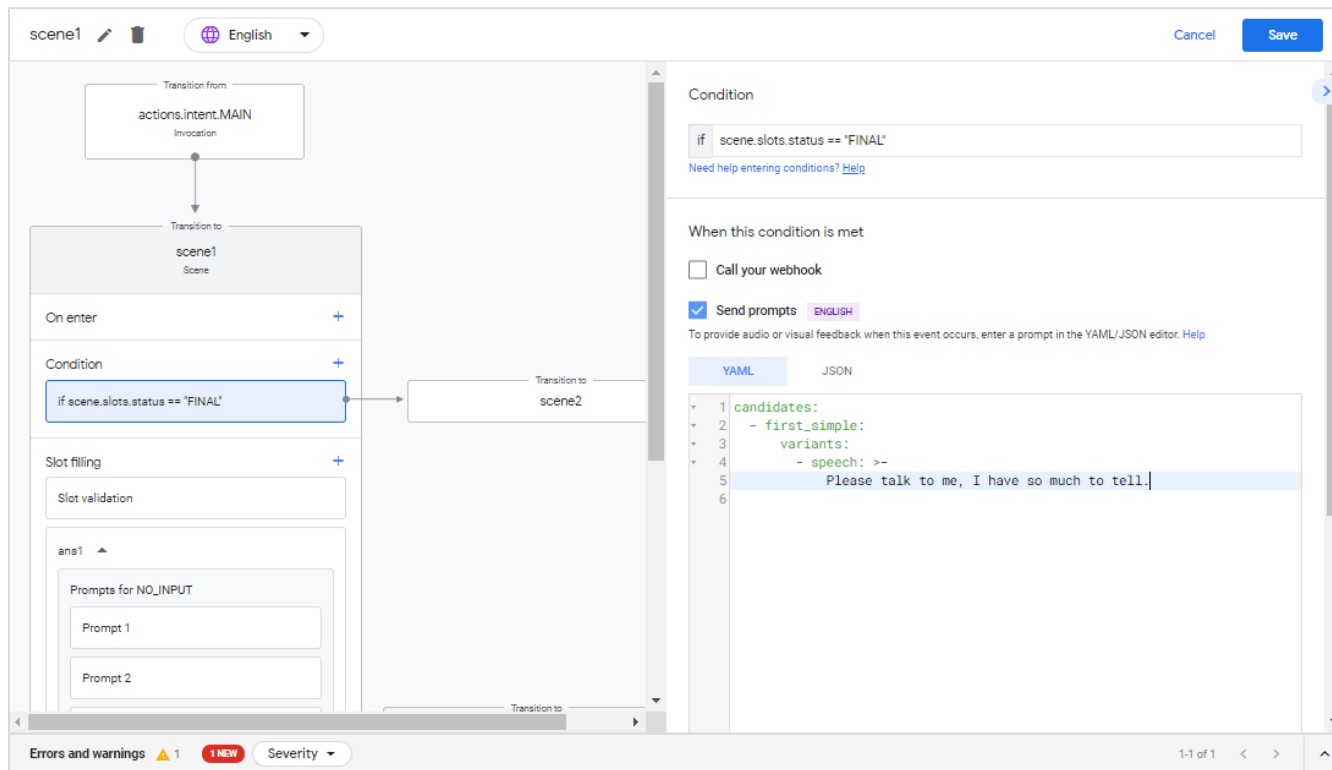 scene1
English
Cancel
Save
Transition from
actions.intent.MAIN
Invocation
Transition to
scene1
Scene
On enter
Condition
if scene.slots.status == "FINAL"
Transition to
scene2
Slot filling
Slot validation
ans1
Prompts for NO_INPUT
Prompt 1
Prompt 2
Transition to
Condition
if scene.slots.status == "FINAL"
Need help entering conditions? Help
When this condition is met
Call your webhook
Send prompts ENGLISH
To provide audio or visual feedback when this event occurs, enter a prompt in the YAML/JSON editor. Help
YAML JSON
1 candidates:
2 - first_simple:
3 variants:
4 - speech: >-
5 Please talk to me, I have so much to tell.
6
Errors and warnings 1 1 NEW Severity 1-1 of 1